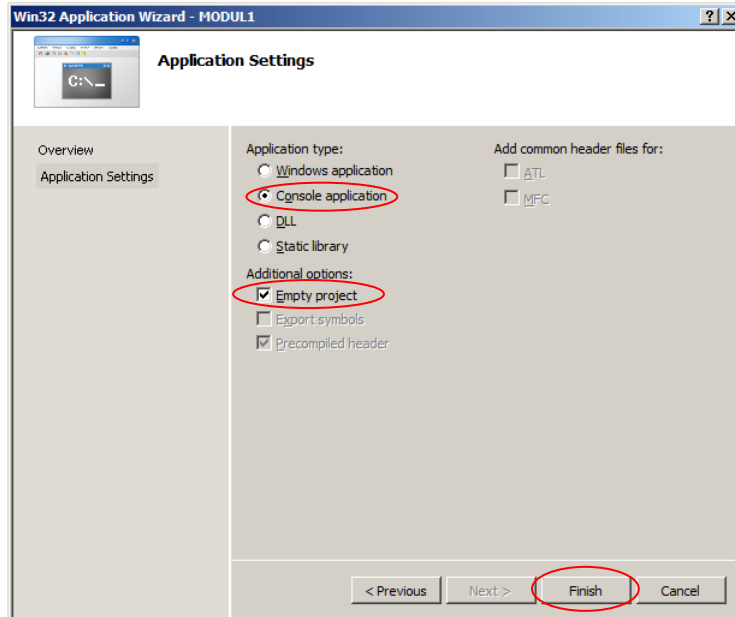 Win32 Application Wizard - MODUL1
Application Settings
C:\_
Overview
Application Settings
Application type:
Windows application
Console application
DLL
Static library
Additional options:
Empty project
Export symbols
Precompiled header
Add common header files for:
ATL
MFC
< Previous
Next >
Finish
Cancel